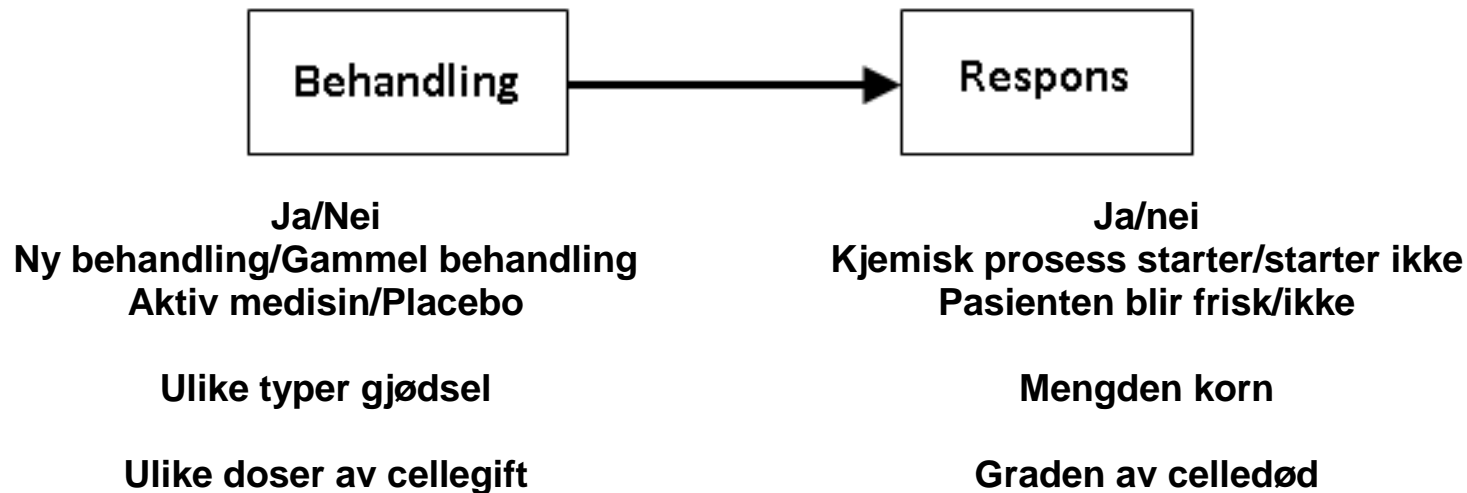 Behandling
Respons
Ja/Nei
Ny behandling/Gammel behandling
Aktiv medisin/Placebo
Ulike typer gjødsel
Ulike doser av cellegift
Ja/nei
Kjemisk prosess starter/starter ikke
Pasienten blir frisk/ikke
Mengden korn
Graden av celledød